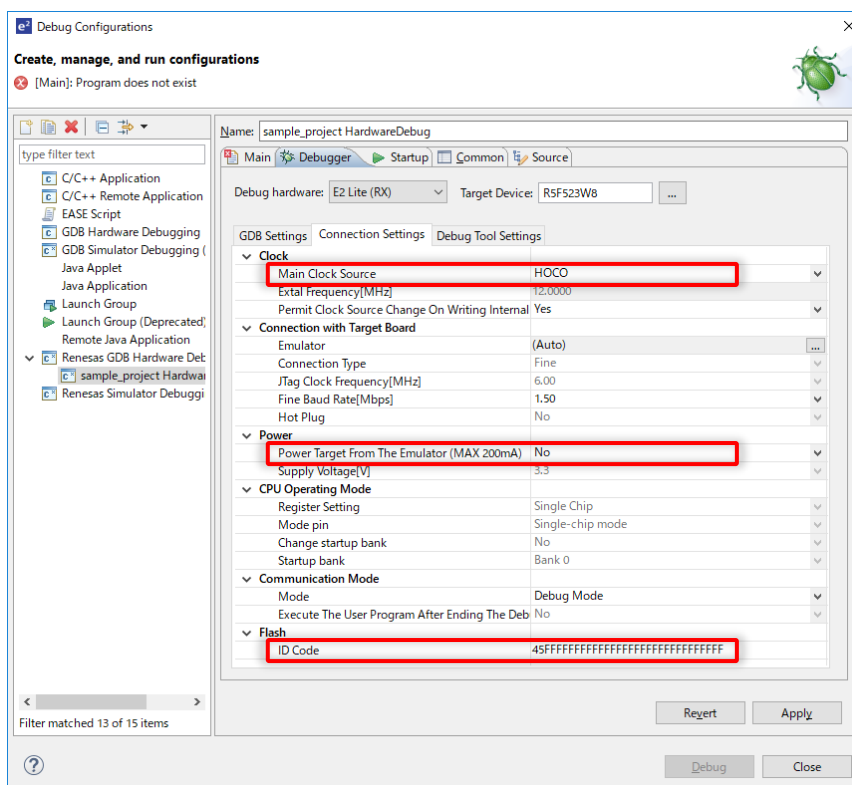 e² Debug Configurations
Create, manage, and run configurations
[Main]: Program does not exist
type filter text
C/C++ Application
C/C++ Remote Application
EASE Script
GDB Hardware Debugging
GDB Simulator Debugging (
Java Applet
Java Application
Launch Group
Launch Group (Deprecated)
Remote Java Application
Renesas GDB Hardware Deb
sample_project Hardwar
Renesas Simulator Debuggi
Filter matched 13 of 15 items
Name: sample_project HardwareDebug
Main Debugger Startup Common Source
Debug hardware: E2 Lite (RX) Target Device: R5F523W8 ...
GDB Settings Connection Settings Debug Tool Settings
Clock
Main Clock Source HOCO
Extal Frequency[MHz] 12.0000
Permit Clock Source Change On Writing Internal Yes
Connection with Target Board
Emulator (Auto) ...
Connection Type Fine
JTag Clock Frequency[MHz] 6.00
Fine Baud Rate[Mbps] 1.50
Hot Plug No
Power
Power Target From The Emulator (MAX 200mA) No
Supply Voltage[V] 3.3
CPU Operating Mode
Register Setting Single Chip
Mode pin Single-chip mode
Change startup bank No
Startup bank Bank 0
Communication Mode
Mode Debug Mode
Execute The User Program After Ending The Deb No
Flash
ID Code 45FFFFFFFFFFFFFFFFFFFFFFFFFFFFFF
Revert Apply
? Debug Close